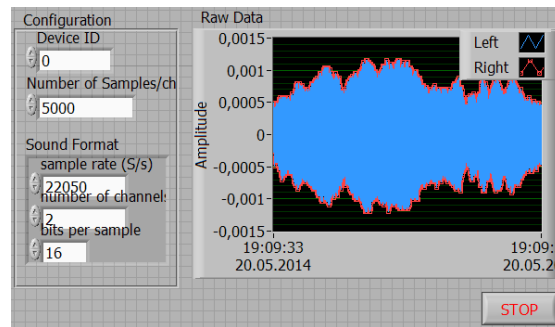 Configuration
Device ID
0
Number of Samples/ch
5000
Sound Format
sample rate (S/s)
22050
number of channels
2
bits per sample
16
Raw Data
Left
Right
Amplitude
0,0015-
0,001-
0,0005-
0-
-0,0005-
-0,001-
-0,0015-
19:09:33
20.05.2014
19:09:
20.05.2
STOP